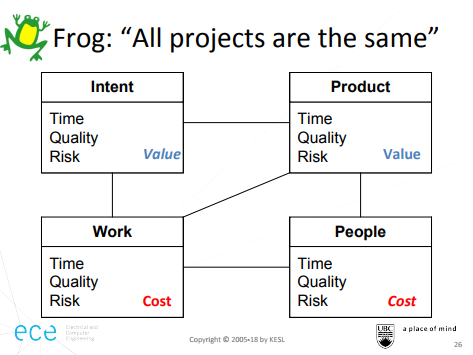 Frog: “All projects are the same”
Intent
Time
Quality
Risk Value
Product
Time
Quality
Risk Value
Work
Time
Quality
Risk Cost
People
Time
Quality
Risk Cost
ece Electrical and
Computer
Engineering
Copyright © 2005•18 by KESL
UBC a place of mind
26